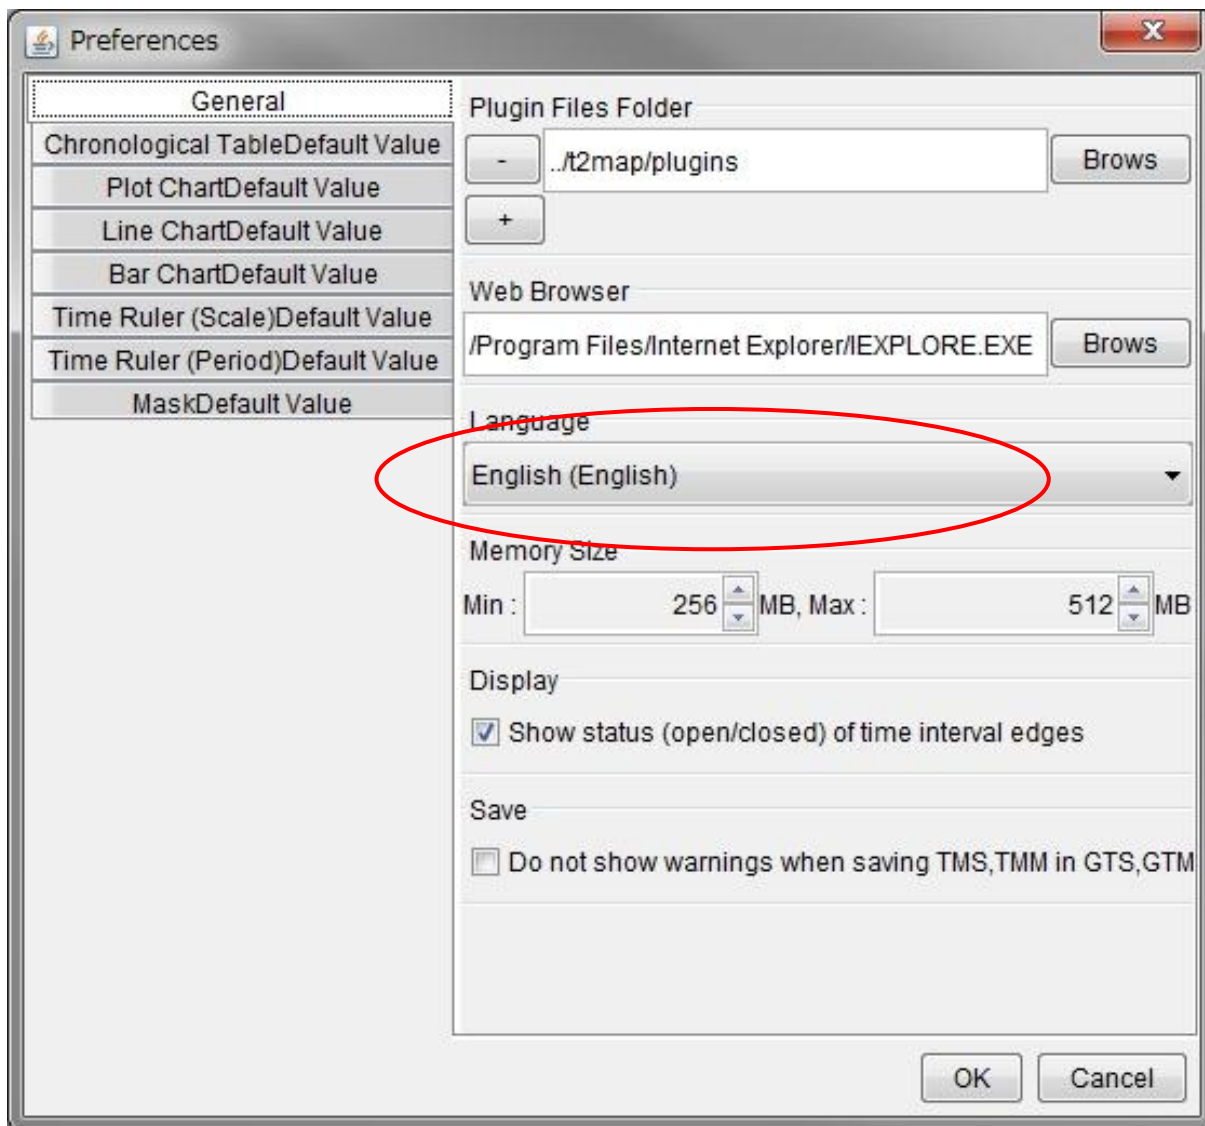 Preferences
General
Chronological TableDefault Value
Plot ChartDefault Value
Line ChartDefault Value
Bar ChartDefault Value
Time Ruler (Scale)Default Value
Time Ruler (Period)Default Value
MaskDefault Value
Plugin Files Folder
- ../t2map/plugins Brows
+
Web Browser
/Program Files/Internet Explorer/IEXPLORE.EXE Brows
Language
English (English)
Memory Size
Min : 256 MB, Max : 512 MB
Display
Show status (open/closed) of time interval edges
Save
Do not show warnings when saving TMS,TMM in GTS,GTM
OK Cancel